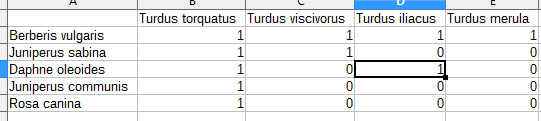 A B C D E
Turdus torquatus Turdus viscivorus Turdus iliacus Turdus merula
Berberis vulgaris 1 1 1 1
Juniperus sabina 1 1 0 0
Daphne oleoides 1 0 1 0
Juniperus communis 1 0 0 0
Rosa canina 1 0 0 0